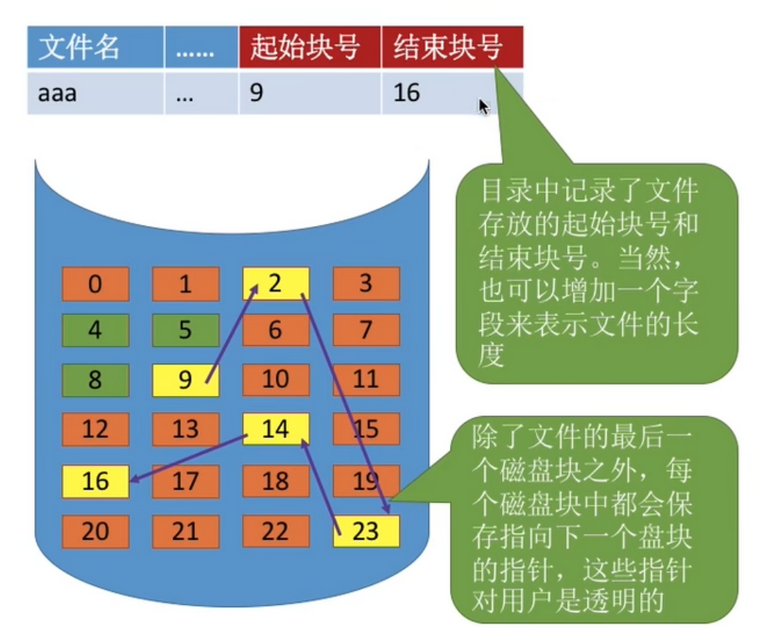 文件名 …… 起始块号 结束块号
aaa … 9 16
目录中记录了文件
存放的起始块号和
结束块号。当然，
也可以增加一个字
段来表示文件的长
度
0 1 2 3
4 5 6 7
8 9 10 11
12 13 14 15
16 17 18 19
20 21 22 23
除了文件的最后一
个磁盘块之外，每
个磁盘块中都会保
存指向下一个盘块
的指针，这些指针
对用户是透明的